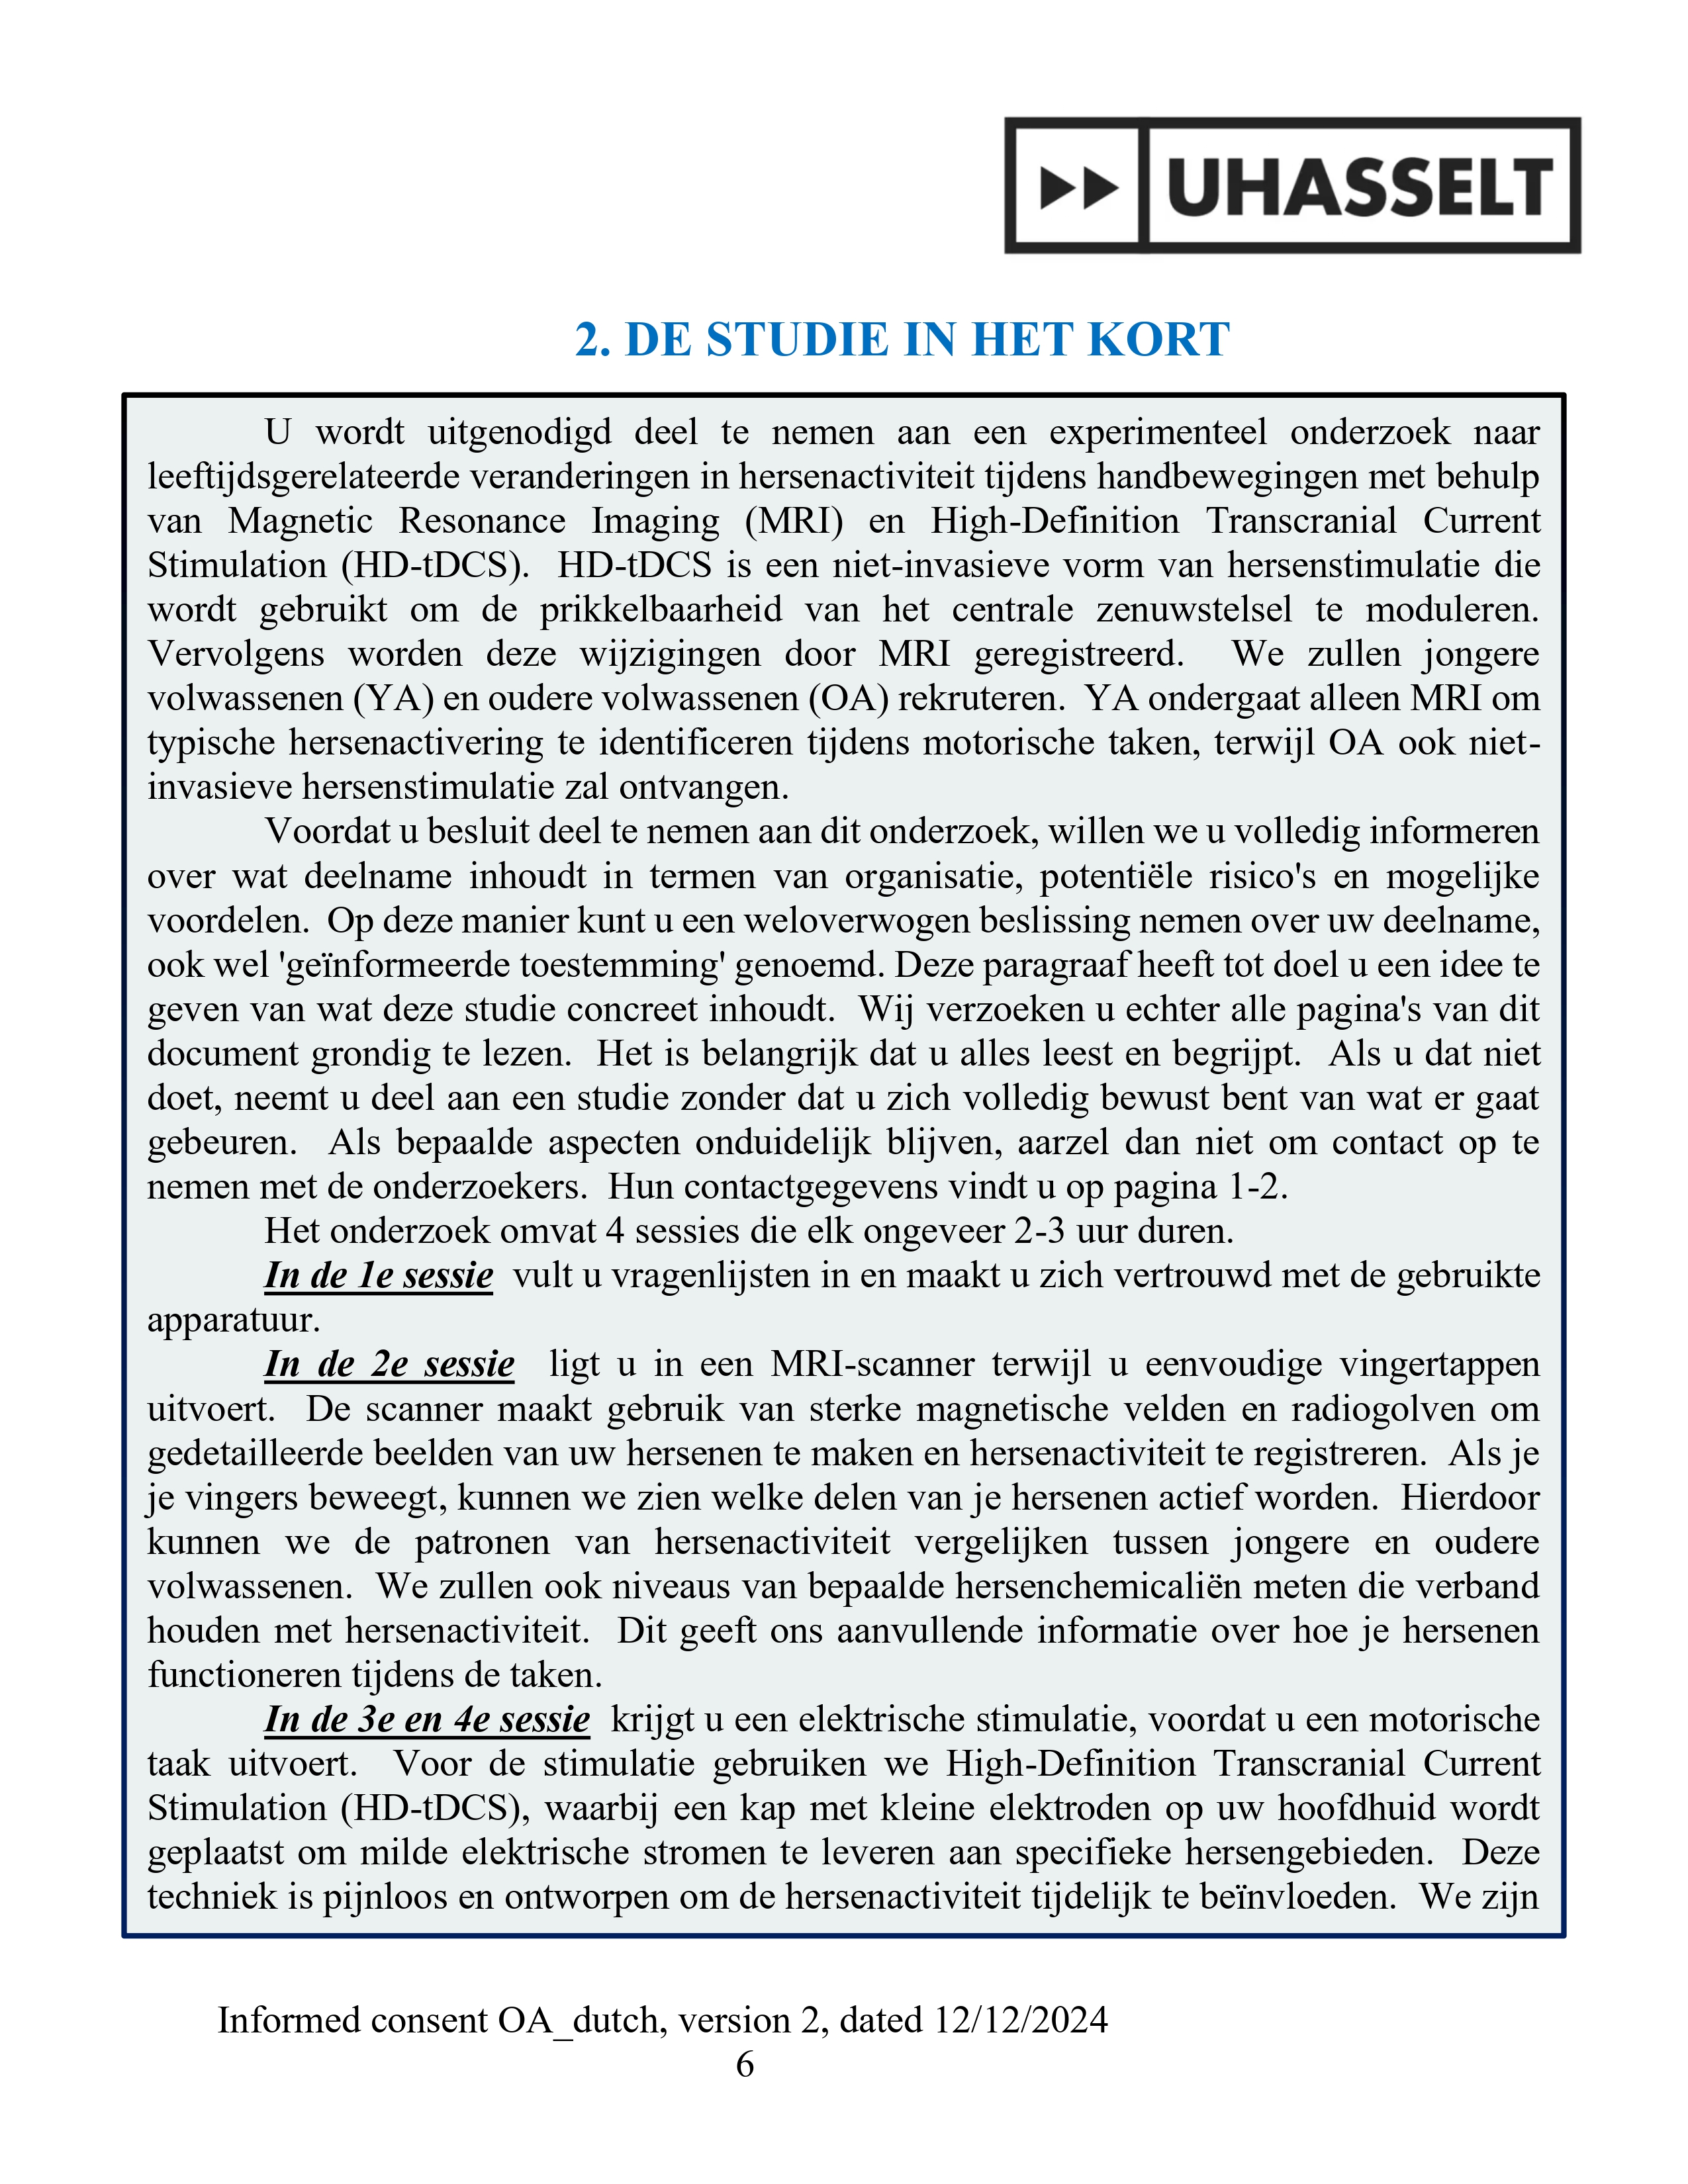 UHASSELT
2. DE STUDIE IN HET KORT
U wordt uitgenodigd deel te nemen aan een experimenteel onderzoek naar
leeftijdsgerelateerde veranderingen in hersenactiviteit tijdens handbewegingen met behulp
van Magnetic Resonance Imaging (MRI) en High-Definition Transcranial Current
Stimulation (HD-tDCS). HD-tDCS is een niet-invasieve vorm van hersenstimulatie die
wordt gebruikt om de prikkelbaarheid van het centrale zenuwstelsel te moduleren.
Vervolgens worden deze wijzigingen door MRI geregistreerd. We zullen jongere
volwassenen (YA) en oudere volwassenen (OA) rekruteren. YA ondergaat alleen MRI om
typische hersenactivering te identificeren tijdens motorische taken, terwijl OA ook niet-
invasieve hersenstimulatie zal ontvangen.
Voordat u besluit deel te nemen aan dit onderzoek, willen we u volledig informeren
over wat deelname inhoudt in termen van organisatie, potentiële risico's en mogelijke
voordelen. Op deze manier kunt u een weloverwogen beslissing nemen over uw deelname,
ook wel 'geïnformeerde toestemming' genoemd. Deze paragraaf heeft tot doel u een idee te
geven van wat deze studie concreet inhoudt. Wij verzoeken u echter alle pagina's van dit
document grondig te lezen. Het is belangrijk dat u alles leest en begrijpt. Als u dat niet
doet, neemt u deel aan een studie zonder dat u zich volledig bewust bent van wat er gaat
gebeuren. Als bepaalde aspecten onduidelijk blijven, aarzel dan niet om contact op te
nemen met de onderzoekers. Hun contactgegevens vindt u op pagina 1-2.
Het onderzoek omvat 4 sessies die elk ongeveer 2-3 uur duren.
In de 1e sessie vult u vragenlijsten in en maakt u zich vertrouwd met de gebruikte
apparatuur.
In de 2e sessie ligt u in een MRI-scanner terwijl u eenvoudige vingertappen
uitvoert. De scanner maakt gebruik van sterke magnetische velden en radiogolven om
gedetailleerde beelden van uw hersenen te maken en hersenactiviteit te registreren. Als je
je vingers beweegt, kunnen we zien welke delen van je hersenen actief worden. Hierdoor
kunnen we de patronen van hersenactiviteit vergelijken tussen jongere en oudere
volwassenen. We zullen ook niveaus van bepaalde hersenchemicaliën meten die verband
houden met hersenactiviteit. Dit geeft ons aanvullende informatie over hoe je hersenen
functioneren tijdens de taken.
In de 3e en 4e sessie krijgt u een elektrische stimulatie, voordat u een motorische
taak uitvoert. Voor de stimulatie gebruiken we High-Definition Transcranial Current
Stimulation (HD-tDCS), waarbij een kap met kleine elektroden op uw hoofdhuid wordt
geplaatst om milde elektrische stromen te leveren aan specifieke hersengebieden. Deze
techniek is pijnloos en ontworpen om de hersenactiviteit tijdelijk te beïnvloeden. We zijn
Informed consent OA_dutch, version 2, dated 12/12/2024
6